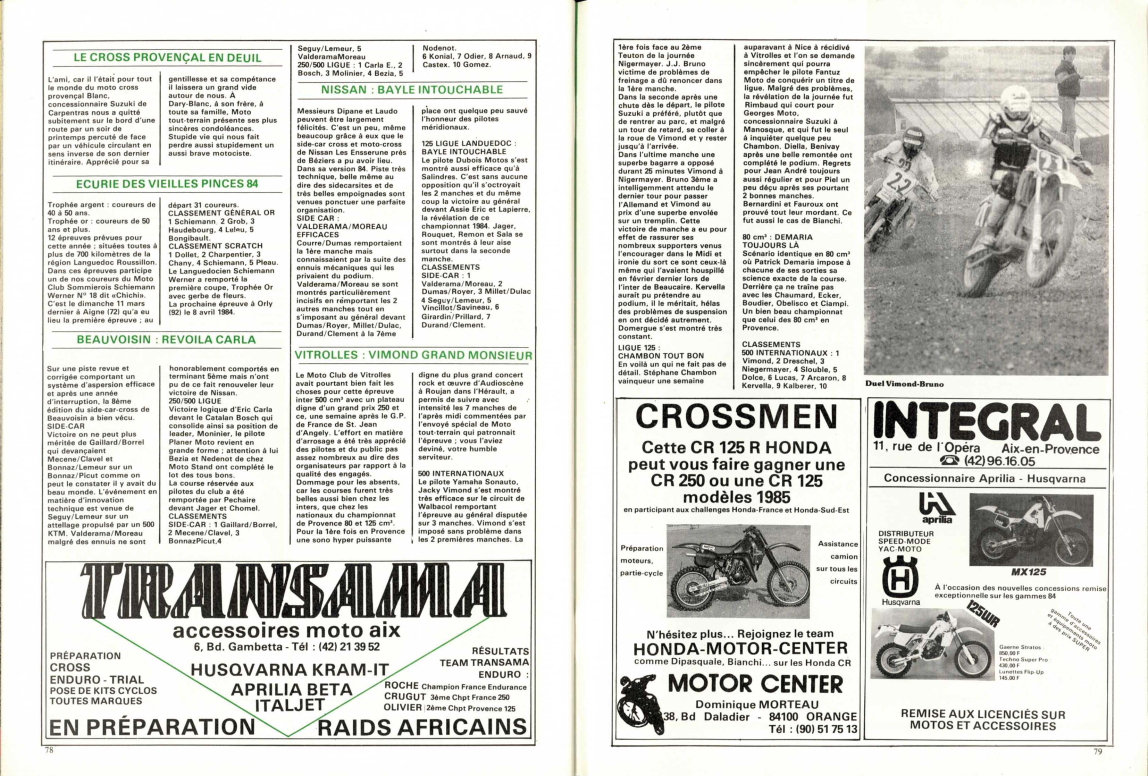 LE CROSS PROVENÇAL EN DEUIL
L'ami, car il l'était pour tout
le monde du moto cross
provençal Blanc,
concessionnaire Suzuki de
Carpentras nous a quitté
subitement sur le bord d'une
route par un soir de
printemps percuté de face
par un véhicule circulant en
sens inverse de son dernier
itinéraire. Apprécié pour sa
gentillesse et sa compétance
il laissera un grand vide
autour de nous. À
Dary-Blanc, à son frère, à
toute sa famille, Moto
tout-terrain présente ses plus
sincères condoléances.
Stupide vie qui nous fait
perdre aussi stupidement un
aussi brave motociste.
ECURIE DES VIEILLES PINCES 84
Trophée argent : coureurs de
40 à 50 ans.
Trophée or : coureurs de 50
ans et plus.
12 épreuves prévues pour
cette année ; situées toutes à
plus de 700 kilomètres de la
région Languedoc Roussillon.
Dans ces épreuves participe
un de nos coureurs du Moto
Club Sommierois Schiemann
Werner N° 18 dit «Chichi».
C'est le dimanche 11 mars
dernier à Aigne (72) qu'a eu
lieu la première épreuve ; au
départ 31 coureurs.
CLASSEMENT GÉNÉRAL OR
1 Schiemann. 2 Grob, 3
Haudebourg, 4 Leleu, 5
Bongibault.
CLASSEMENT SCRATCH
1 Dollet, 2 Charpentier, 3
Chany, 4 Schiemann, 5 Pleau.
Le Languedocien Schiemann
Werner a remporté la
première coupe, Trophée Or
avec gerbe de fleurs.
La prochaine épreuve à Orly
(92) le 8 avril 1984.
BEAUVOISIN : REVOILA CARLA
Sur une piste revue et
corrigée comportant un
système d'aspersion efficace
et après une année
d'interruption, la 8ème
édition du side-car-cross de
Beauvoisin a bien vécu.
SIDE-CAR
Victoire on ne peut plus
mérité de Gaillard/Borrel
qui devançaient
Mecene/Clavel et
Bonnaz/Lemeur sur un
Bonnaz/Picut comme on
peut le constater il y avait du
beau monde. L'événement en
matière d'innovation
technique est venue de
Seguy/Lemeur sur un
attellage propulsé par un 500
KTM. Valderama/Moreau
malgré des ennuis ne sont
honorablement comportés en
terminant 5ème mais n'ont
pu de ce fait renouveler leur
victoire de Nissan.
250/500 LIGUE
Victoire logique d'Eric Carla
devant le Catalan Bosch qui
consolide ainsi sa position de
leader, Moninier, le pilote
Planer Moto revient en
grande forme ; attention à lui
Bezia et Nedenot de chez
Moto Stand ont complété le
lot des tous bons.
La course réservée aux
pilotes du club a été
remportée par Pechaire
devant Jager et Chomel.
CLASSEMENTS
SIDE-CAR : 1 Gaillard/Borrel,
2 Mecene/Clavel, 3
BonnazPicut,4
Seguy/Lemeur, 5
ValderamaMoreau
250/500 LIGUE : 1 Carla E., 2
Bosch, 3 Molinier, 4 Bezia, 5
Nodenot.
6 Konial, 7 Odier, 8 Arnaud, 9
Castex. 10 Gomez.
NISSAN : BAYLE INTOUCHABLE
Messieurs Dipane et Laudo
peuvent être largement
félicités. C'est un peu, même
beaucoup grâce à eux que le
side-car cross et moto-cross
de Nissan Les Enserune près
de Béziers a pu avoir lieu.
Dans sa version 84. Piste très
technique, belle même au
dire des sidecarsites et de
très belles empoignades sont
venues ponctuer une parfaite
organisation.
SIDE CAR :
VALDERAMA/MOREAU
EFFICACES
Courre/Dumas remportaient
la 1ère manche mais
connaissaient par la suite des
ennuis mécaniques qui les
privaient du podium.
Valderama/Moreau se sont
montrés particulièrement
incisifs en remportant les 2
autres manches tout en
s'imposant au général devant
Dumas/Royer, Millet/Dulac,
Durand/Clement à la 7ème
place ont quelque peu sauvé
l'honneur des pilotes
méridionaux.
125 LIGUE LANDUEDOC :
BAYLE INTOUCHABLE
Le pilote Dubois Motos s'est
montré aussi efficace qu'à
Salindres. C'est sans aucune
opposition qu'il s'octroyait
les 2 manches et du même
coup la victoire au général
devant Assie Eric et Lapierre,
la révélation de ce
championnat 1984. Jager,
Rouquet, Remon et Sala se
sont montrés à leur aise
surtout dans la seconde
manche.
CLASSEMENTS
SIDE-CAR : 1
Valderama/Moreau, 2
Dumas/Royer, 3 Millet/Dulac
4 Seguy/Lemeur, 5
Vincillot/Savineau, 6
Girardin/Prillard, 7
Durand/Clement.
VITROLLES : VIMOND GRAND MONSIEUR
Le Moto Club de Vitrolles
avait pourtant bien fait les
choses pour cette épreuve
inter 500 cm³ avec un plateau
digne d'un grand prix 250 et
ce, une semaine après le G.P.
de France de St. Jean
d'Angely. L'effort en matière
d'arrosage a été très apprécié
des pilotes et du public pas
assez nombreux au dire des
organisateurs par rapport à la
qualité des engagés.
Dommage pour les absents,
car les courses furent très
belles aussi bien chez les
inters, que chez les
nationaux du championnat
de Provence 80 et 125 cm³.
Pour la 1ère fois en Provence
une sono hyper puissante
digne du plus grand concert
rock et œuvre d'Audioscène
à Roujan dans l'Hérault, a
permis de suivre avec
intensité les 7 manches de
l'après midi commentées par
l'envoyé spécial de Moto
tout-terrain qui patronnait
l'épreuve ; vous l'aviez
deviné, votre humble
serviteur.
500 INTERNATIONAUX
Le pilote Yamaha Sonauto,
Jacky Vimond s'est montré
très efficace sur le circuit de
Walbacol remportant
l'épreuve au général disputée
sur 3 manches. Vimond s'est
imposé sans problème dans
les 2 premières manches. La
TRANSAMA
accessoires moto aix
6, Bd. Gambetta - Tél : (42) 21 39 52
PRÉPARATION
CROSS
ENDURO - TRIAL
POSE DE KITS CYCLOS
TOUTES MARQUES
HUSQVARNA KRAM-IT
APRILIA BETA
ITALJET
RÉSULTATS
TEAM TRANSAMA
ENDURO :
ROCHE Champion France Endurance
CRUGUT 3ème Chpt France 250
OLIVIER 2ème Chpt Provence 125
EN PRÉPARATION RAIDS AFRICAINS
78
1ère fois face au 2ème
Teuton de la journée
Nigermayer. J.J. Bruno
victime de problèmes de
freinage a dû renoncer dans
la 1ère manche.
Dans la seconde après une
chute dès le départ, le pilote
Suzuki a préféré, plutôt que
de rentrer au parc, et malgré
un tour de retard, se coller à
la roue de Vimond et y rester
jusqu'à l'arrivée.
Dans l'ultime manche une
superbe bagarre a opposé
durant 25 minutes Vimond à
Nigermayer. Bruno 3ème a
intelligemment attendu le
dernier tour pour passer
l'Allemand et Vimond au
prix d'une superbe envolée
sur un tremplin. Cette
victoire de manche a eu pour
effet de rassurer ses
nombreux supporters venus
l'encourager dans le Midi et
ironie du sort ce sont ceux-là
même qui l'avaient houspillé
en février dernier lors de
l'inter de Beaucaire. Kervella
aurait pu prétendre au
podium, il le méritait, hélas
des problèmes de suspension
en ont décidé autrement.
Domergue s'est montré très
constant.
LIGUE 125 :
CHAMBON TOUT BON
En voilà un qui ne fait pas de
détail. Stéphane Chambon
vainqueur une semaine
auparavant à Nice à récidivé
à Vitrolles et l'on se demande
sincèrement qui pourra
empêcher le pilote Fantuz
Moto de conquérir un titre de
ligue. Malgré des problèmes,
la révélation de la journée fut
Rimbaud qui court pour
Georges Moto,
concessionnaire Suzuki à
Manosque, et qui fut le seul
à inquiéter quelque peu
Chambon. Diella, Benivay
après une belle remontée ont
complété le podium. Regrets
pour Jean André toujours
aussi régulier et pour Piel un
peu déçu après ses pourtant
2 bonnes manches.
Bernardini et Fauroux ont
prouvé tout leur mordant. Ce
fut aussi le cas de Bianchi.
80 cm³ : DEMARIA
TOUJOURS LÀ
Scénario identique en 80 cm³
où Patrick Demaria impose à
chacune de ses sorties sa
science exacte de la course.
Derrière ça ne traîne pas
avec les Chaumard, Ecker,
Boudier, Obelisco et Ciampi.
Un bien beau championnat
que celui des 80 cm³ en
Provence.
CLASSEMENTS
500 INTERNATIONAUX : 1
Vimond, 2 Dreschel, 3
Niegermayer, 4 Slouble, 5
Dolce, 6 Lucas, 7 Arcaron, 8
Kervella, 9 Kalberer, 10
Duel Vimond-Bruno
CROSSMEN
Cette CR 125 R HONDA
peut vous faire gagner une
CR 250 ou une CR 125
modèles 1985
en participant aux challenges Honda-France et Honda-Sud-Est
Préparation
moteurs,
partie-cycle
Assistance
camion
sur tous les
circuits
N'hésitez plus... Rejoignez le team
HONDA-MOTOR-CENTER
comme Dipasquale, Bianchi... sur les Honda CR
MOTOR CENTER
Dominique MORTEAU
38, Bd Daladier - 84100 ORANGE
Tél : (90) 51 75 13
INTEGRAL
11, rue de l'Opéra Aix-en-Provence
☎ (42) 96.16.05
Concessionnaire Aprilia - Husqvarna
aprilia
DISTRIBUTEUR
SPEED-MODE
YAC-MOTO
Husqvarna
MX125
À l'occasion des nouvelles concessions remise
exceptionnelle sur les gammes 84
125WR
Toute une
gamme d'accessoires
et équipements moto
à des prix SUPER
Gaerne Stratos :
850.00 F
Techno Super Pro :
430.00 F
Lunettes Flip-Up :
145.00 F
REMISE AUX LICENCIÉS SUR
MOTOS ET ACCESSOIRES
79